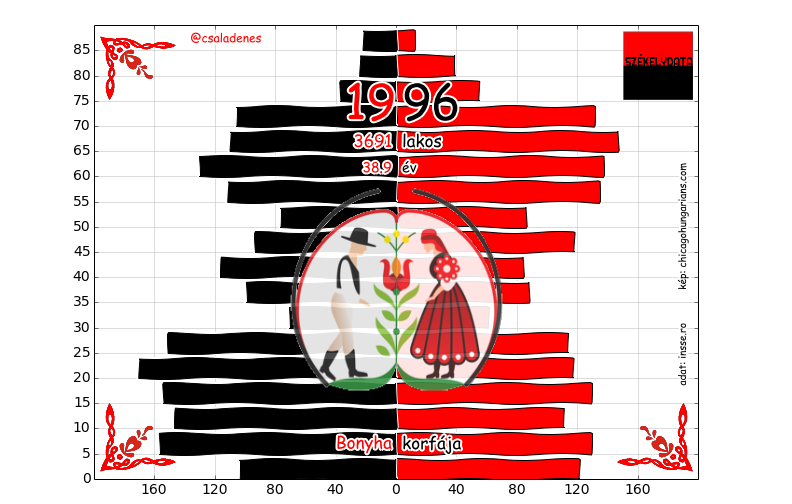 @csaladenes
SZÉKELYDATA
1996
3691 lakos
38.9 év
kép: chicagohungarians.com
adat: insse.ro
Bonyha korfája
85
80
75
70
65
60
55
50
45
40
35
30
25
20
15
10
5
0
160 120 80 40 0 40 80 120 160